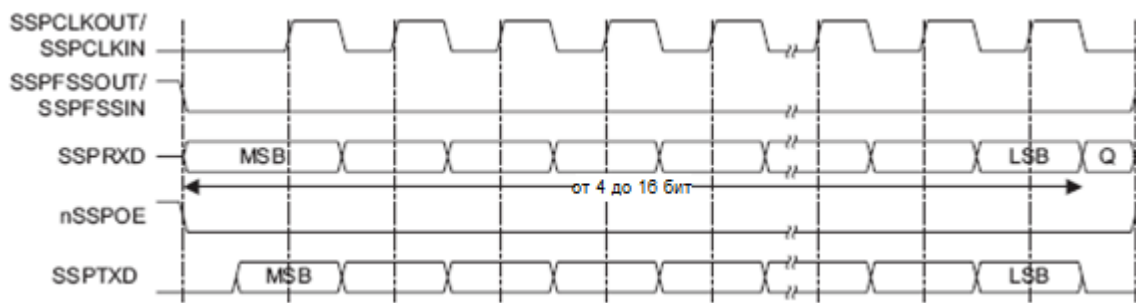 SSPCLKOUT/
SSPCLKIN
SSPFSSOUT/
SSPFSSIN
SSPRXD MSB LSB Q
от 4 до 16 бит
nSSPOE
SSPTXD MSB LSB